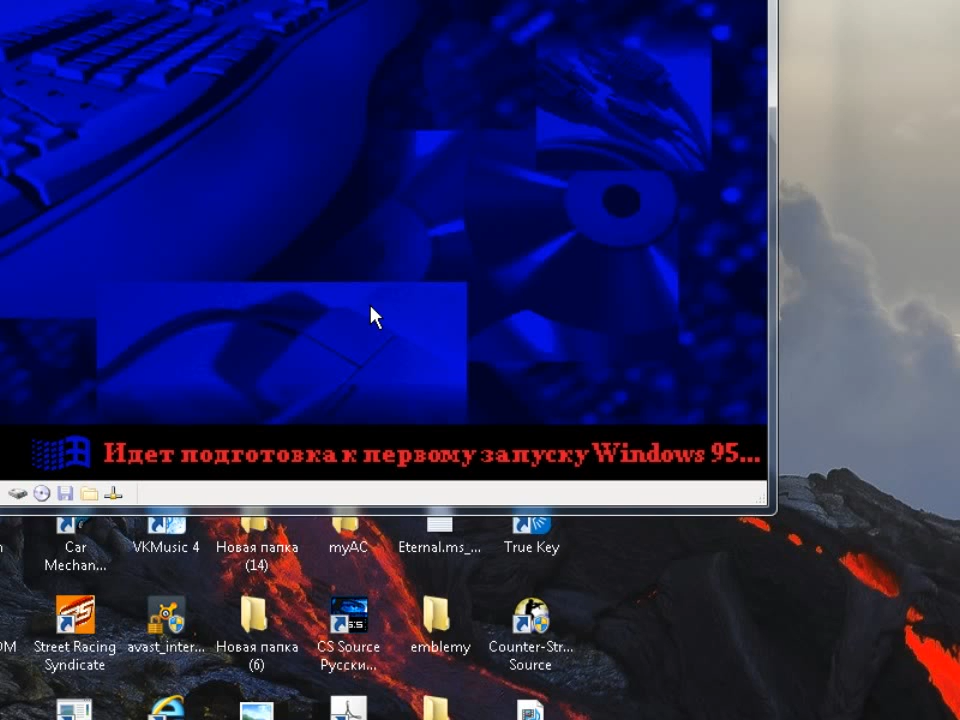 Идет подготовка к первому запуску Windows 95...
Car
Mechan...
VKMusic 4
Новая папка
(14)
myAC
Eternal.ms_...
True Key
Street Racing
Syndicate
avast_inter...
Новая папка
(6)
CS Source
Русски...
emblemy
Counter-Str...
Source